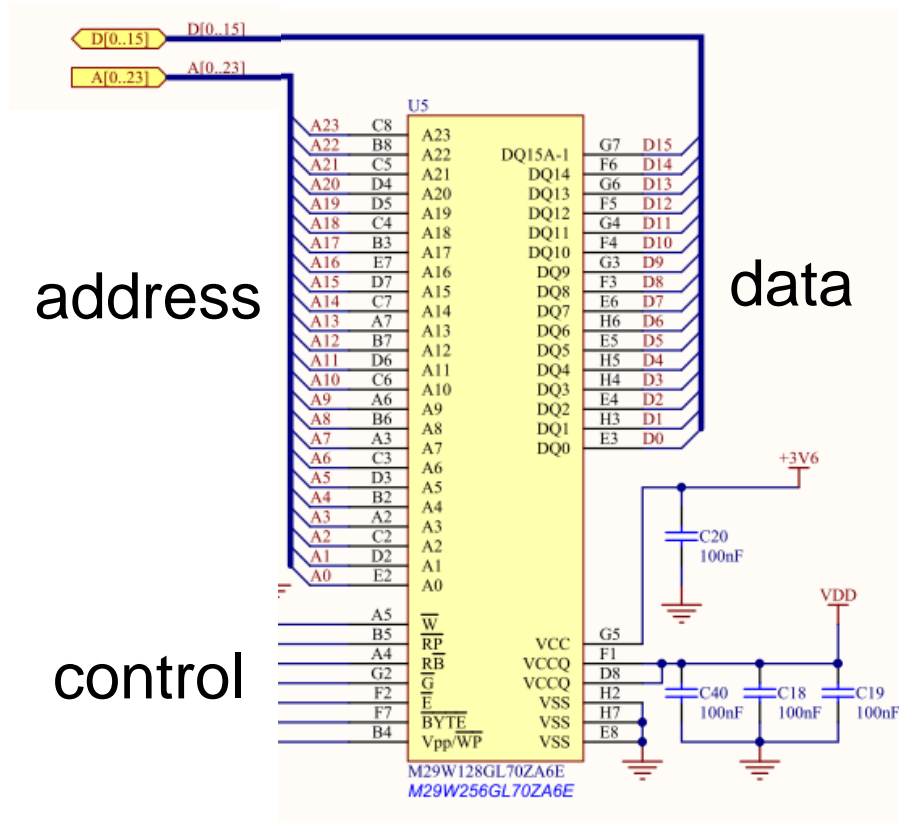 D[0..15] D[0..15]
A[0..23] A[0..23]
U5
A23 C8 A23
A22 B8 A22 DQ15A-1 G7 D15
A21 C5 A21 DQ14 F6 D14
A20 D4 A20 DQ13 G6 D13
A19 D5 A19 DQ12 F5 D12
A18 C4 A18 DQ11 G4 D11
A17 B3 A17 DQ10 F4 D10
A16 E7 A16 DQ9 G3 D9
A15 D7 A15 DQ8 F3 D8
A14 C7 A14 DQ7 E6 D7
A13 A7 A13 DQ6 H6 D6
A12 B7 A12 DQ5 E5 D5
A11 D6 A11 DQ4 H5 D4
A10 C6 A10 DQ3 H4 D3
A9 A6 A9 DQ2 E4 D2
A8 B6 A8 DQ1 H3 D1
A7 A3 A7 DQ0 E3 D0
A6 C3 A6
A5 D3 A5
A4 B2 A4
A3 A2 A3
A2 C2 A2
A1 D2 A1
A0 E2 A0
address
data
+3V6
C20
100nF
VDD
A5 W
B5 RP VCC G5
A4 RB VCCQ F1
G2 G VCCQ D8
F2 E VSS H2
F7 BYTE VSS H7
B4 Vpp/WP VSS E8
control
C40 C18 C19
100nF 100nF 100nF
M29W128GL70ZA6E
M29W256GL70ZA6E